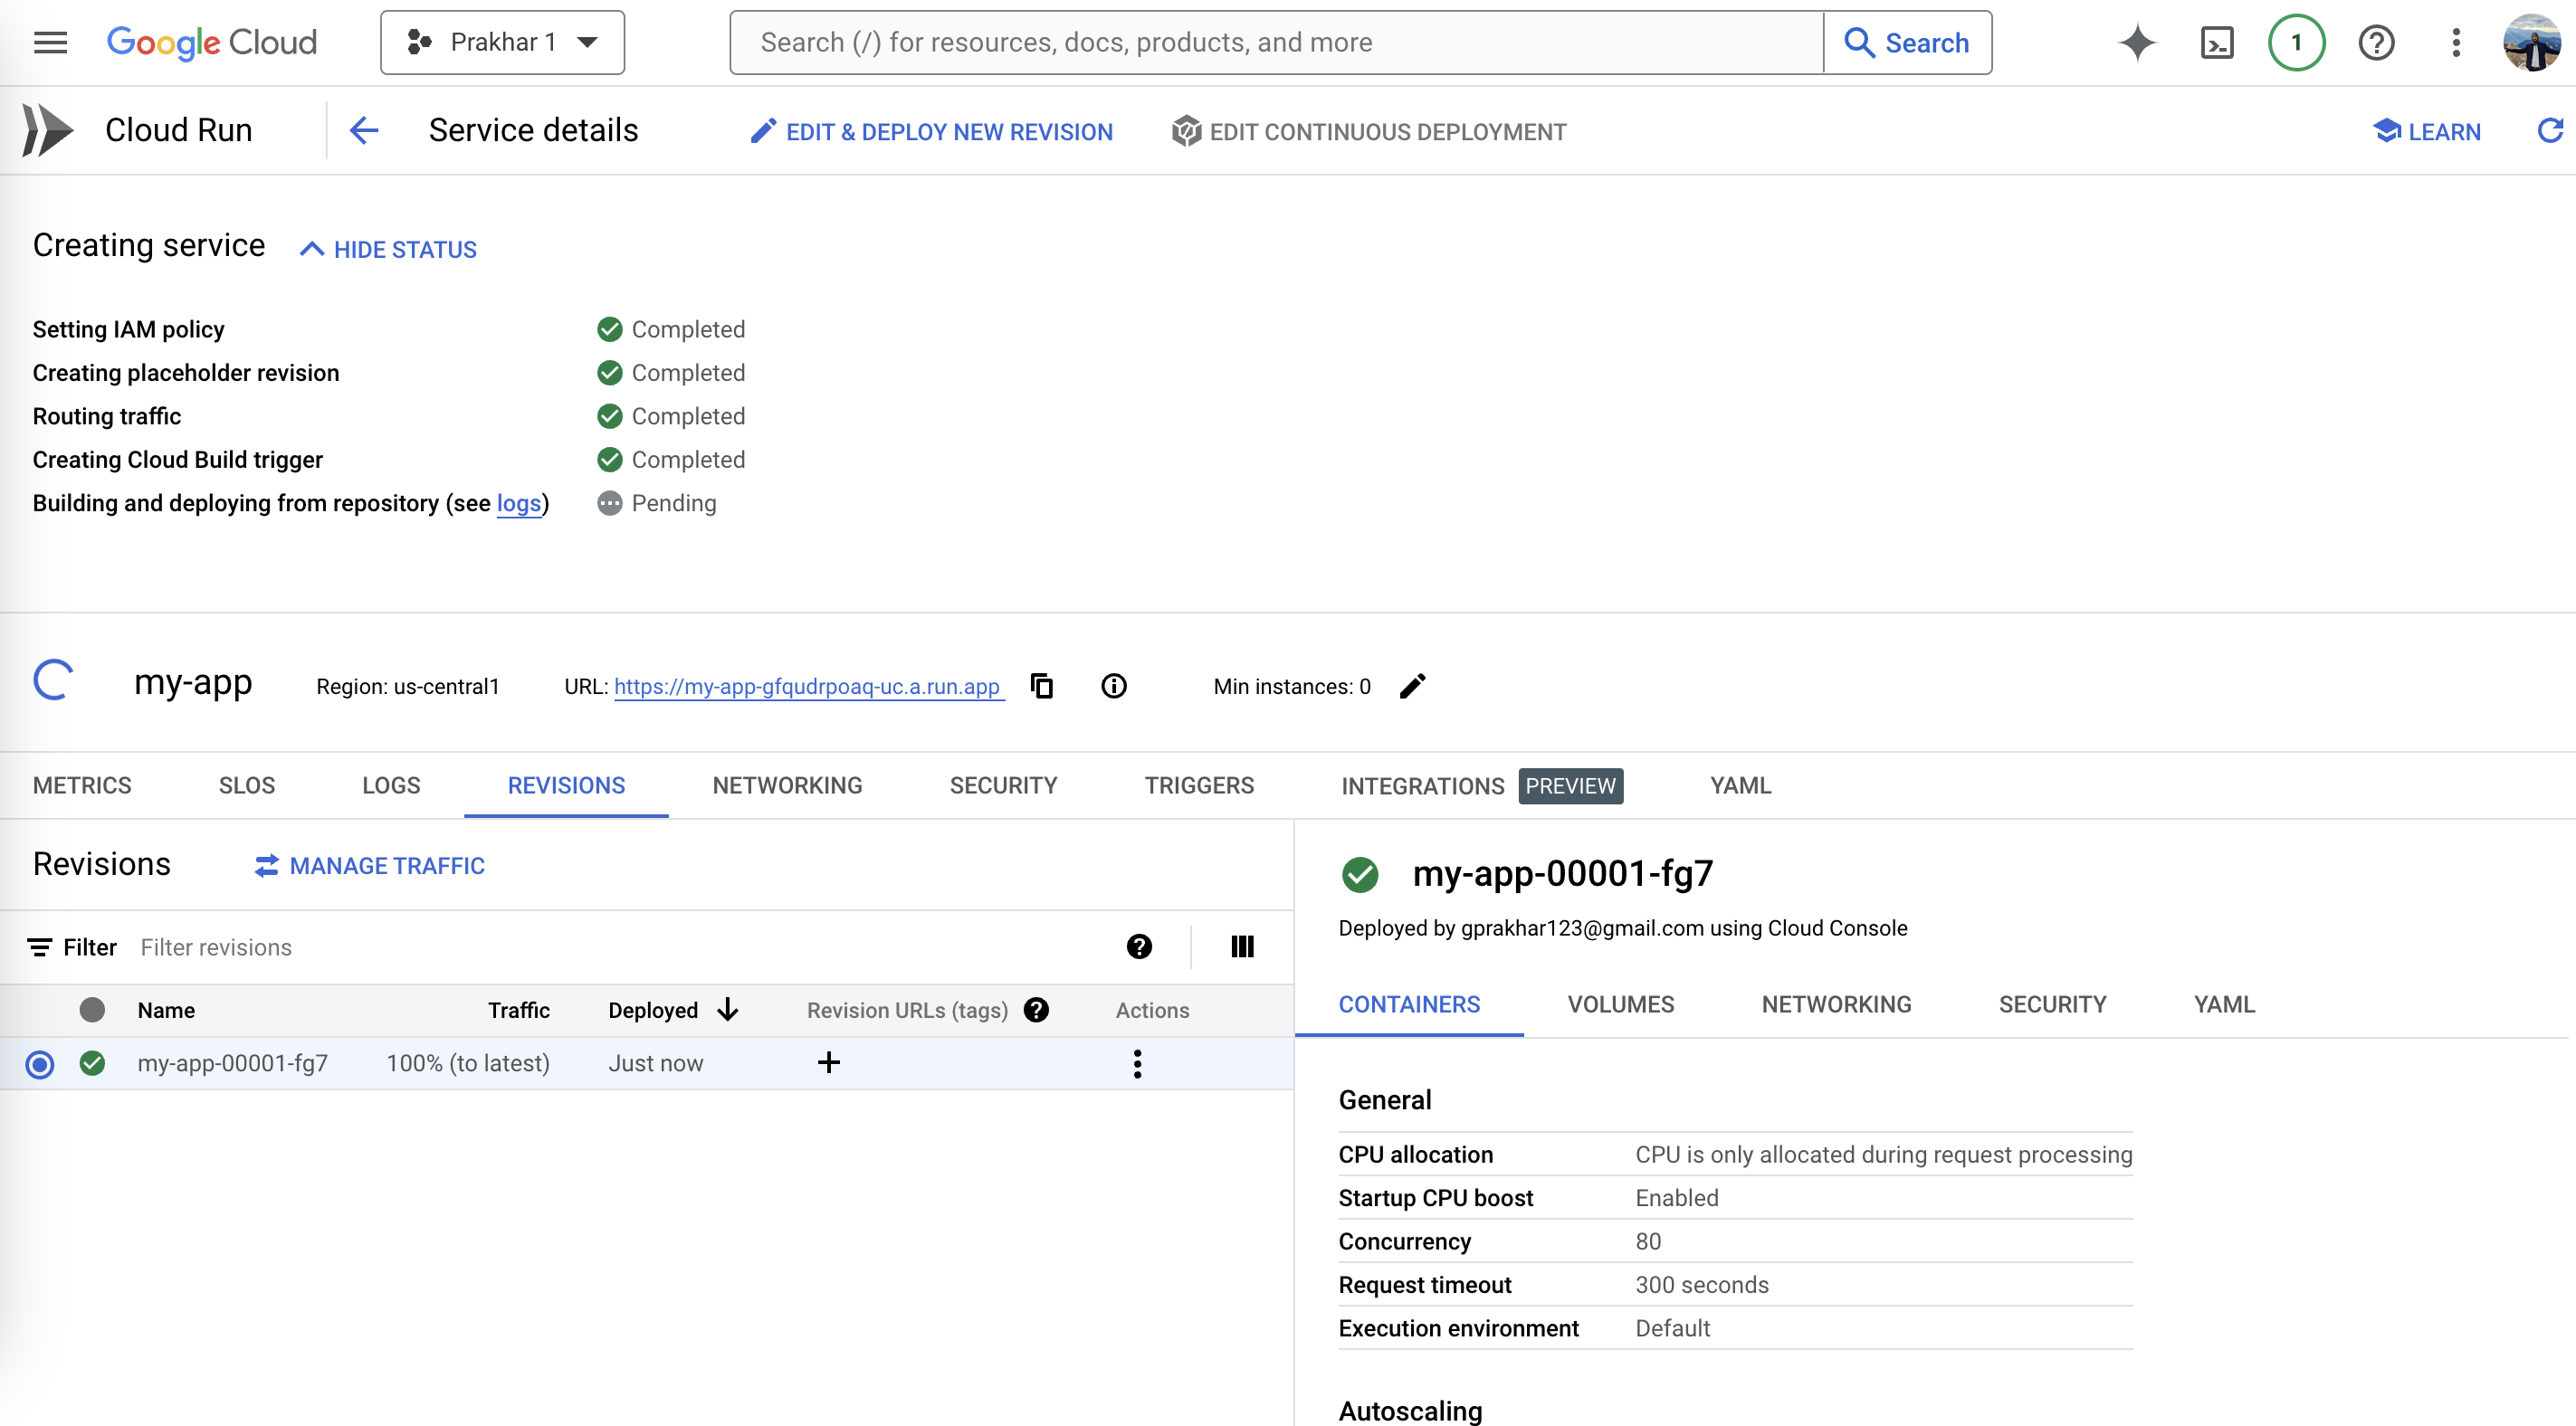 Google Cloud
Prakhar 1
Search (/) for resources, docs, products, and more
Search
1
Cloud Run
Service details
EDIT & DEPLOY NEW REVISION
EDIT CONTINUOUS DEPLOYMENT
LEARN
Creating service
HIDE STATUS
Setting IAM policy Completed
Creating placeholder revision Completed
Routing traffic Completed
Creating Cloud Build trigger Completed
Building and deploying from repository (see logs) Pending
my-app
Region: us-central1
URL: https://my-app-gfqudrpoaq-uc.a.run.app
Min instances: 0
METRICS SLOS LOGS REVISIONS NETWORKING SECURITY TRIGGERS INTEGRATIONS PREVIEW YAML
Revisions
MANAGE TRAFFIC
Filter Filter revisions
Name Traffic Deployed Revision URLs (tags) Actions
my-app-00001-fg7 100% (to latest) Just now
my-app-00001-fg7
Deployed by gprakhar123@gmail.com using Cloud Console
CONTAINERS VOLUMES NETWORKING SECURITY YAML
General
CPU allocation CPU is only allocated during request processing
Startup CPU boost Enabled
Concurrency 80
Request timeout 300 seconds
Execution environment Default
Autoscaling